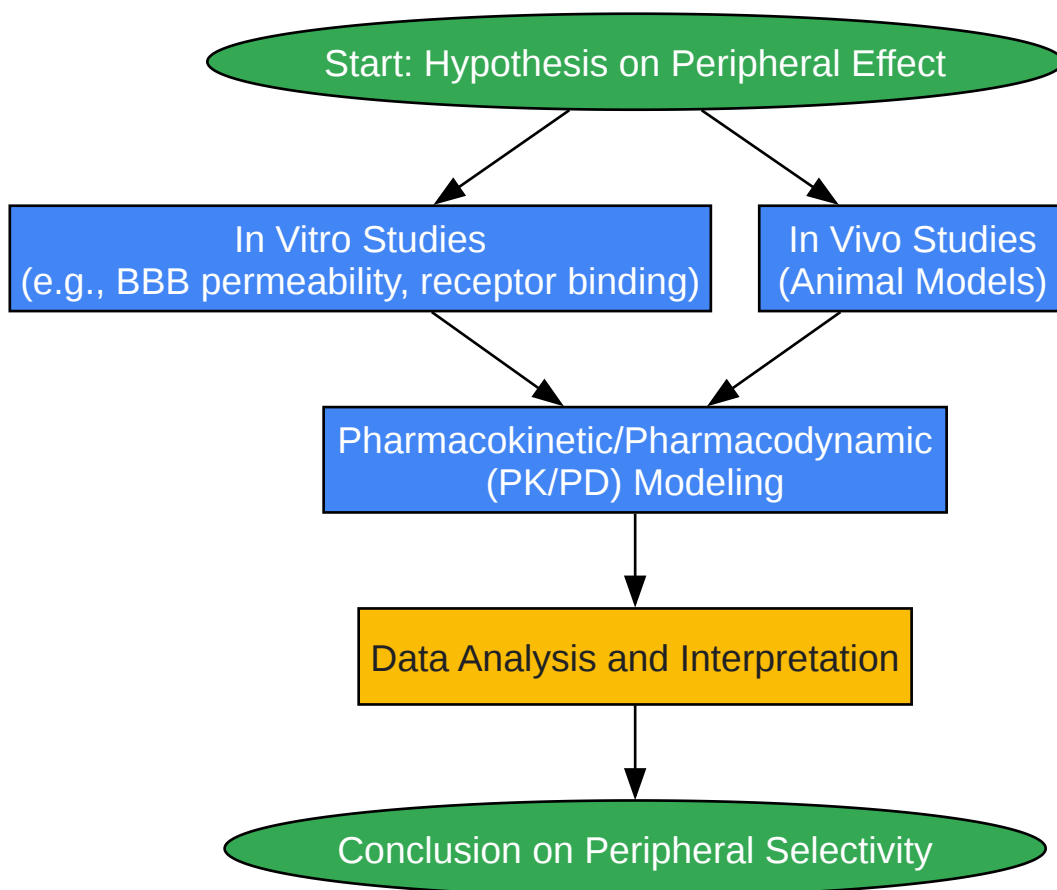 Start: Hypothesis on Peripheral Effect
In Vitro Studies
(e.g., BBB permeability, receptor binding)
In Vivo Studies
(Animal Models)
Pharmacokinetic/Pharmacodynamic
(PK/PD) Modeling
Data Analysis and Interpretation
Conclusion on Peripheral Selectivity